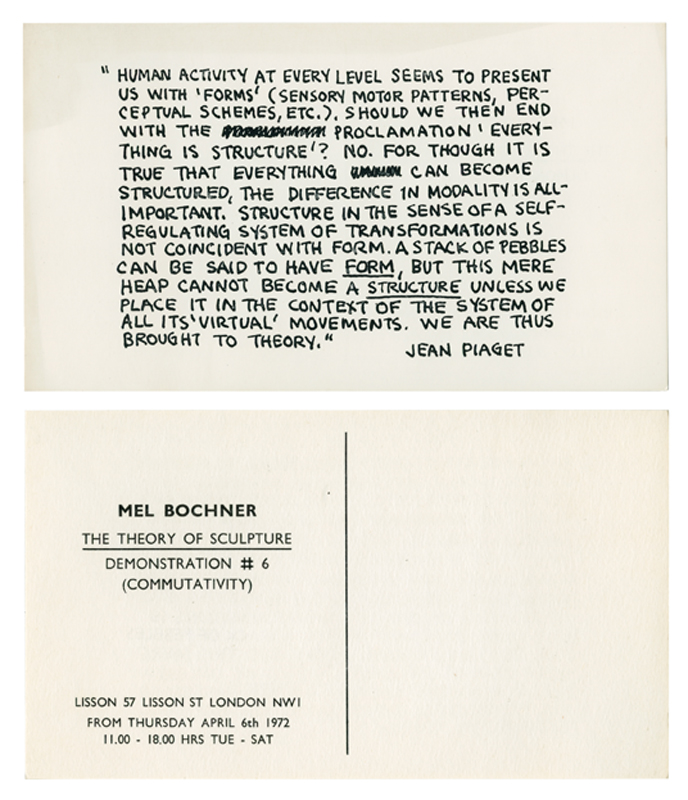 " HUMAN ACTIVITY AT EVERY LEVEL SEEMS TO PRESENT
US WITH 'FORMS' (SENSORY MOTOR PATTERNS, PER-
CEPTUAL SCHEMES, ETC.). SHOULD WE THEN END
WITH THE PROCLAMATION 'EVERY-
THING IS STRUCTURE'? NO. FOR THOUGH IT IS
TRUE THAT EVERYTHING CAN BECOME
STRUCTURED, THE DIFFERENCE IN MODALITY IS ALL-
IMPORTANT. STRUCTURE IN THE SENSE OF A SELF-
REGULATING SYSTEM OF TRANSFORMATIONS IS
NOT COINCIDENT WITH FORM. A STACK OF PEBBLES
CAN BE SAID TO HAVE FORM, BUT THIS MERE
HEAP CANNOT BECOME A STRUCTURE UNLESS WE
PLACE IT IN THE CONTEXT OF THE SYSTEM OF
ALL ITS 'VIRTUAL' MOVEMENTS. WE ARE THUS
BROUGHT TO THEORY."
JEAN PIAGET
MEL BOCHNER
THE THEORY OF SCULPTURE
DEMONSTRATION # 6
(COMMUTATIVITY)
LISSON 57 LISSON ST LONDON NW1
FROM THURSDAY APRIL 6th 1972
11.00 - 18.00 HRS TUE - SAT